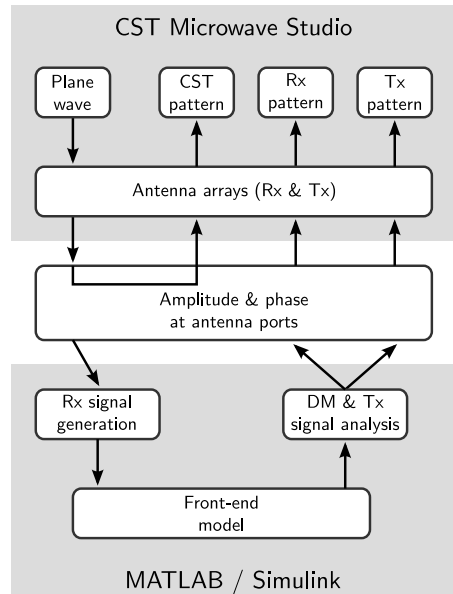 CST Microwave Studio
Plane
wave
CST
pattern
Rx
pattern
Tx
pattern
Antenna arrays (Rx & Tx)
Amplitude & phase
at antenna ports
Rx signal
generation
DM & Tx
signal analysis
Front-end
model
MATLAB / Simulink